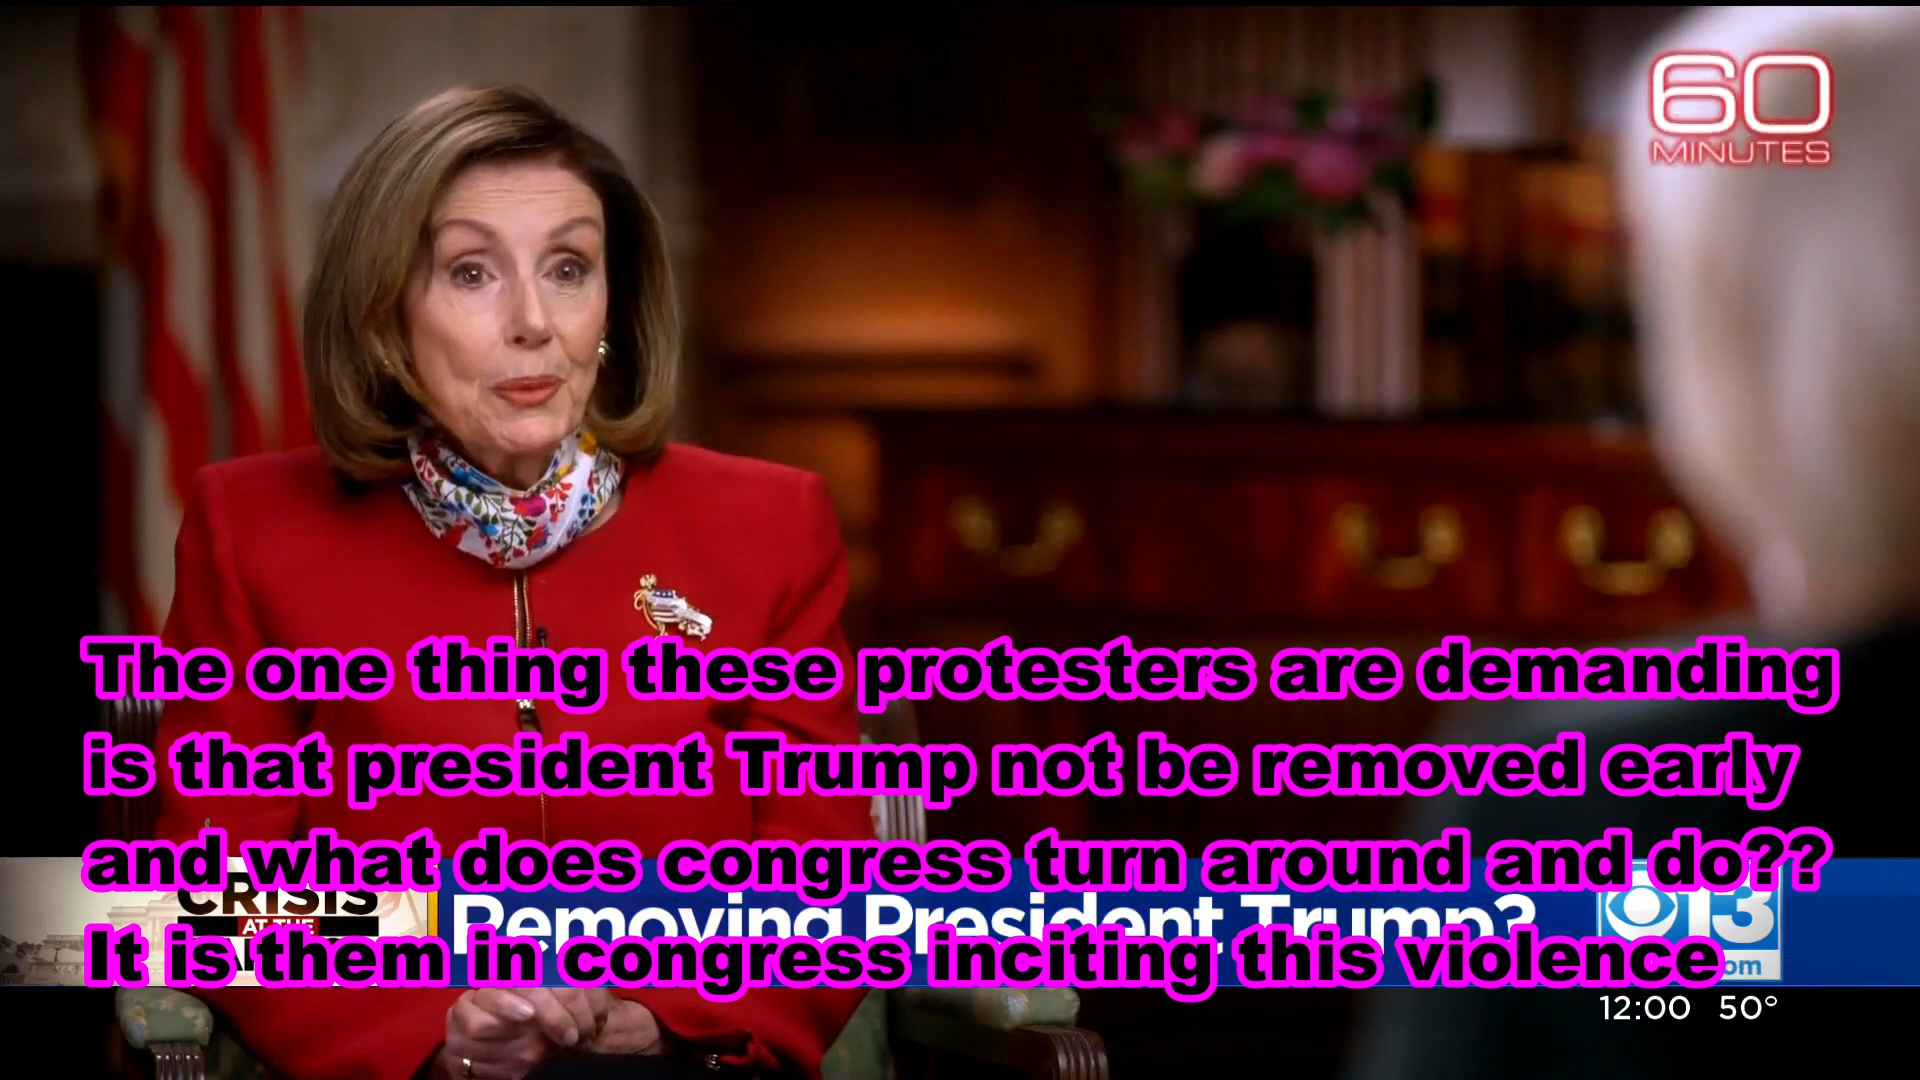 60
MINUTES
The one thing these protesters are demanding
is that president Trump not be removed early
and what does congress turn around and do??
It is them in congress inciting this violence
CRISIS
AT THE
Removing President Trump?
13
om
12:00 50°